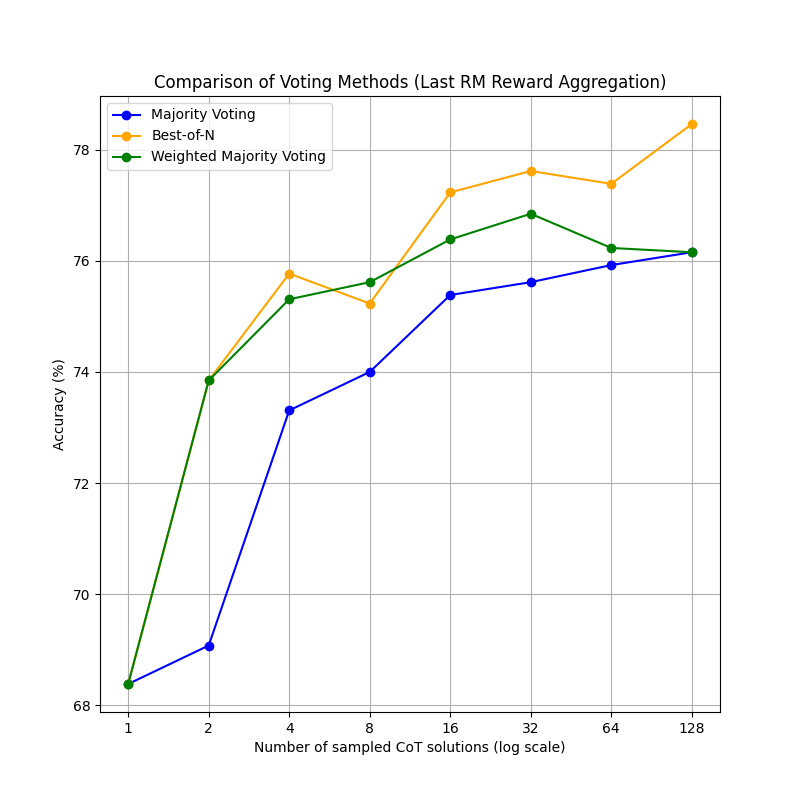 Comparison of Voting Methods (Last RM Reward Aggregation)
Majority Voting
Best-of-N
Weighted Majority Voting
Accuracy (%)
78
76
74
72
70
68
1 2 4 8 16 32 64 128
Number of sampled CoT solutions (log scale)